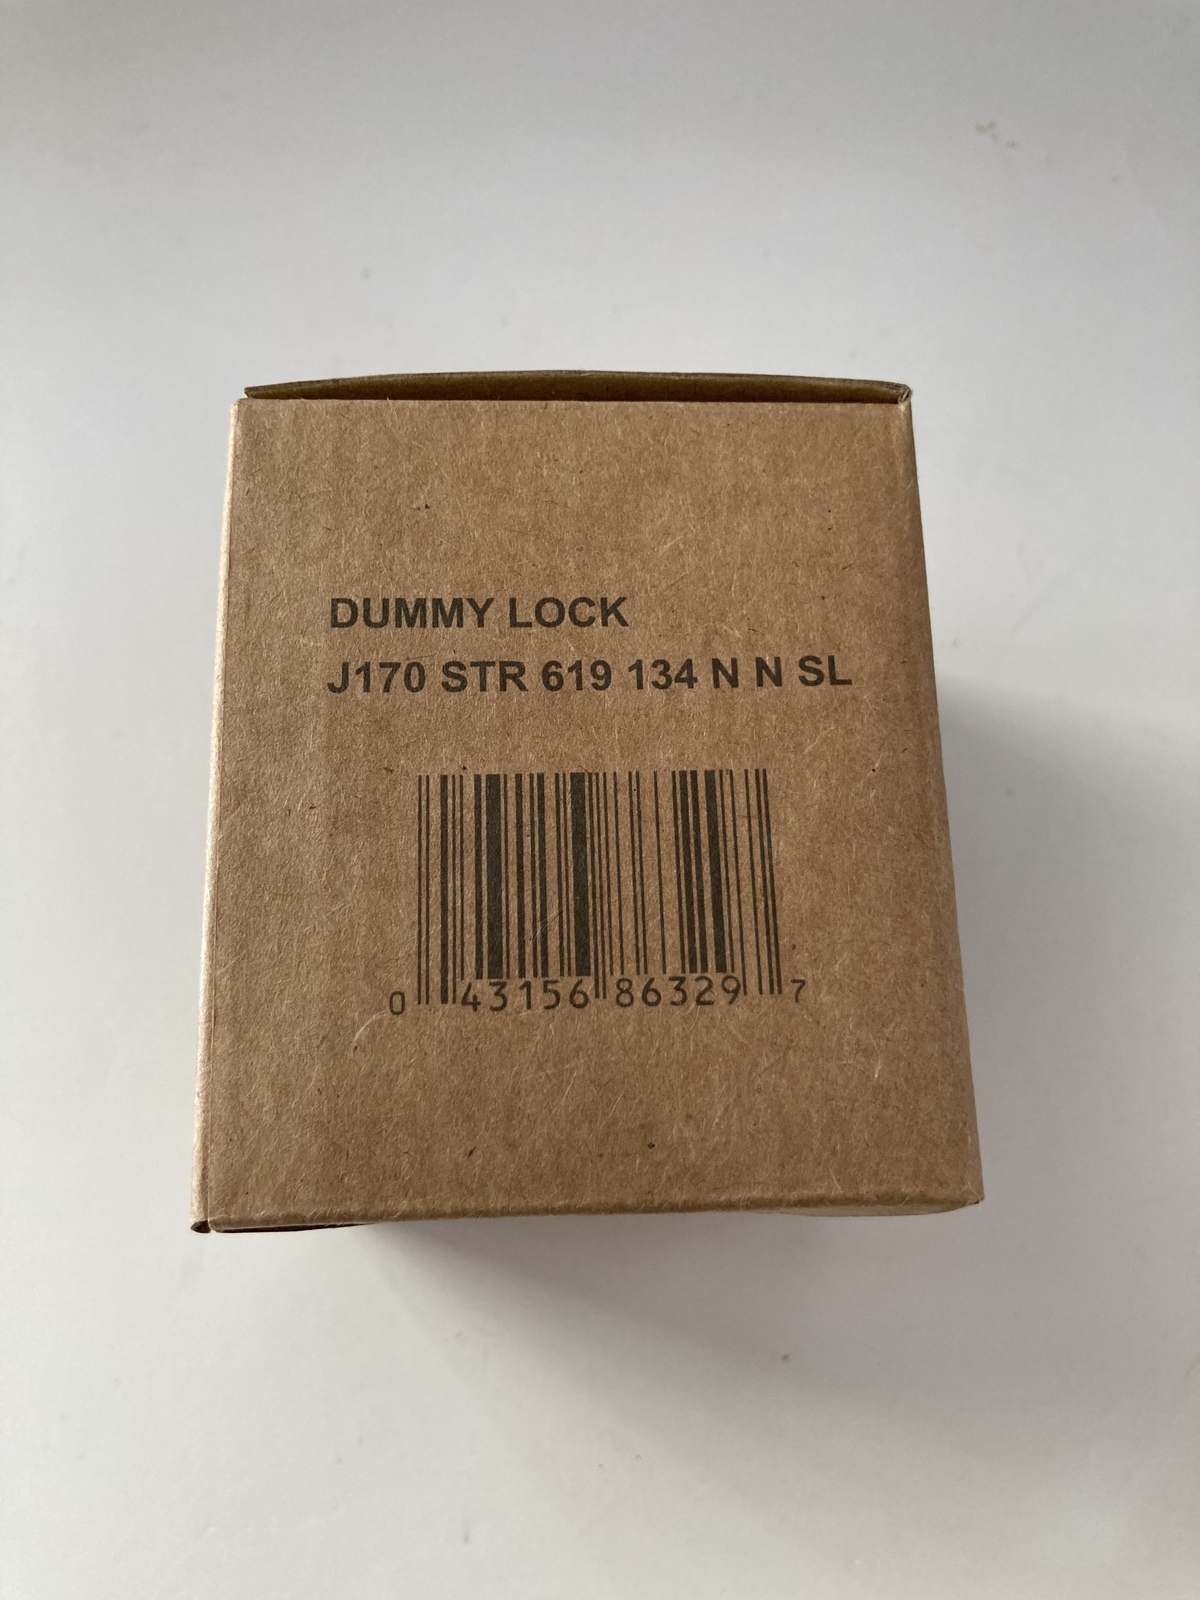 DUMMY LOCK
J170 STR 619 134 N N SL
0 43156 86329 7